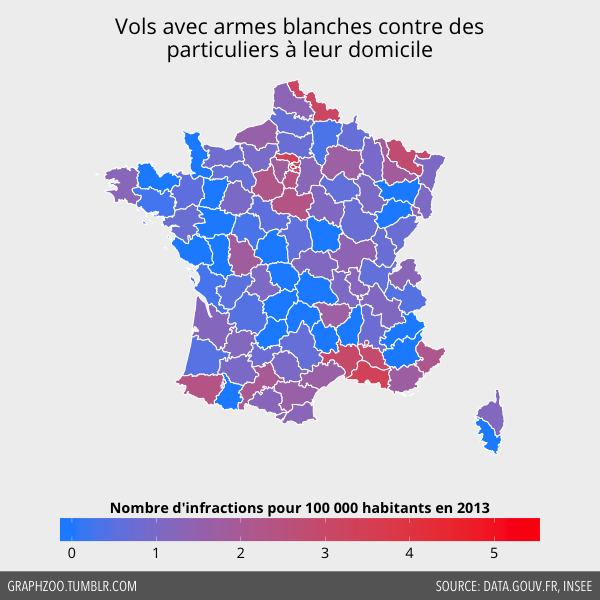 Vols avec armes blanches contre des
particuliers à leur domicile
Nombre d'infractions pour 100 000 habitants en 2013
0 1 2 3 4 5
GRAPHZOO.TUMBLR.COM SOURCE: DATA.GOUV.FR, INSEE